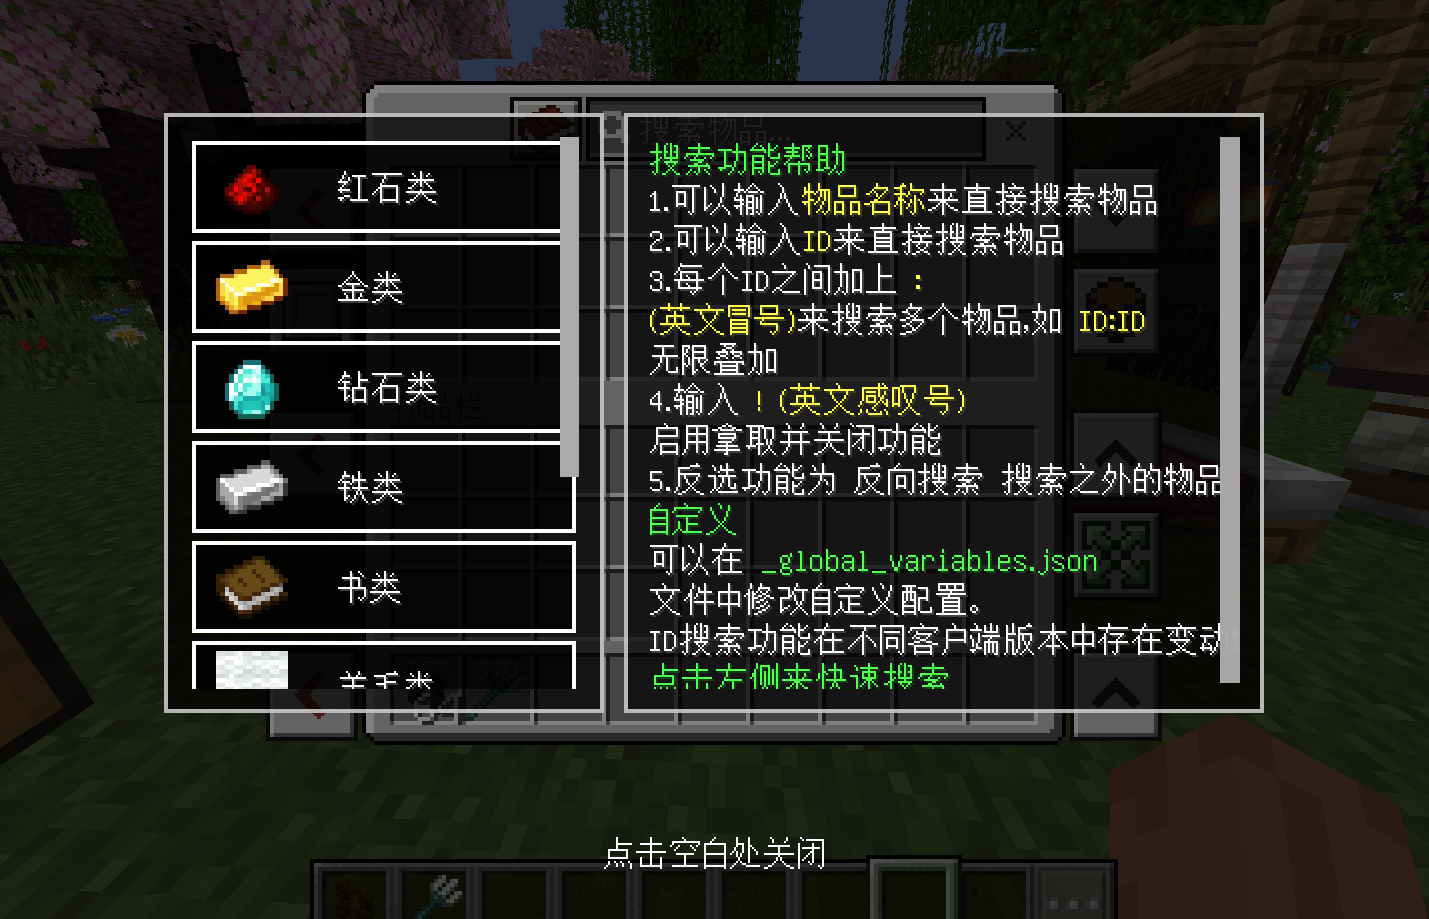 搜索物品...
红石类
金类
钻石类
铁类
书类
羊毛类
搜索功能帮助
1.可以输入物品名称来直接搜索物品
2.可以输入ID来直接搜索物品
3.每个ID之间加上 :
(英文冒号)来搜索多个物品,如 ID:ID
无限叠加
4.输入 ! (英文感叹号)
启用拿取并关闭功能
5.反选功能为 反向搜索 搜索之外的物品
自定义
可以在 _global_variables.json
文件中修改自定义配置。
ID搜索功能在不同客户端版本中存在变动
点击左侧来快速搜索
点击空白处关闭